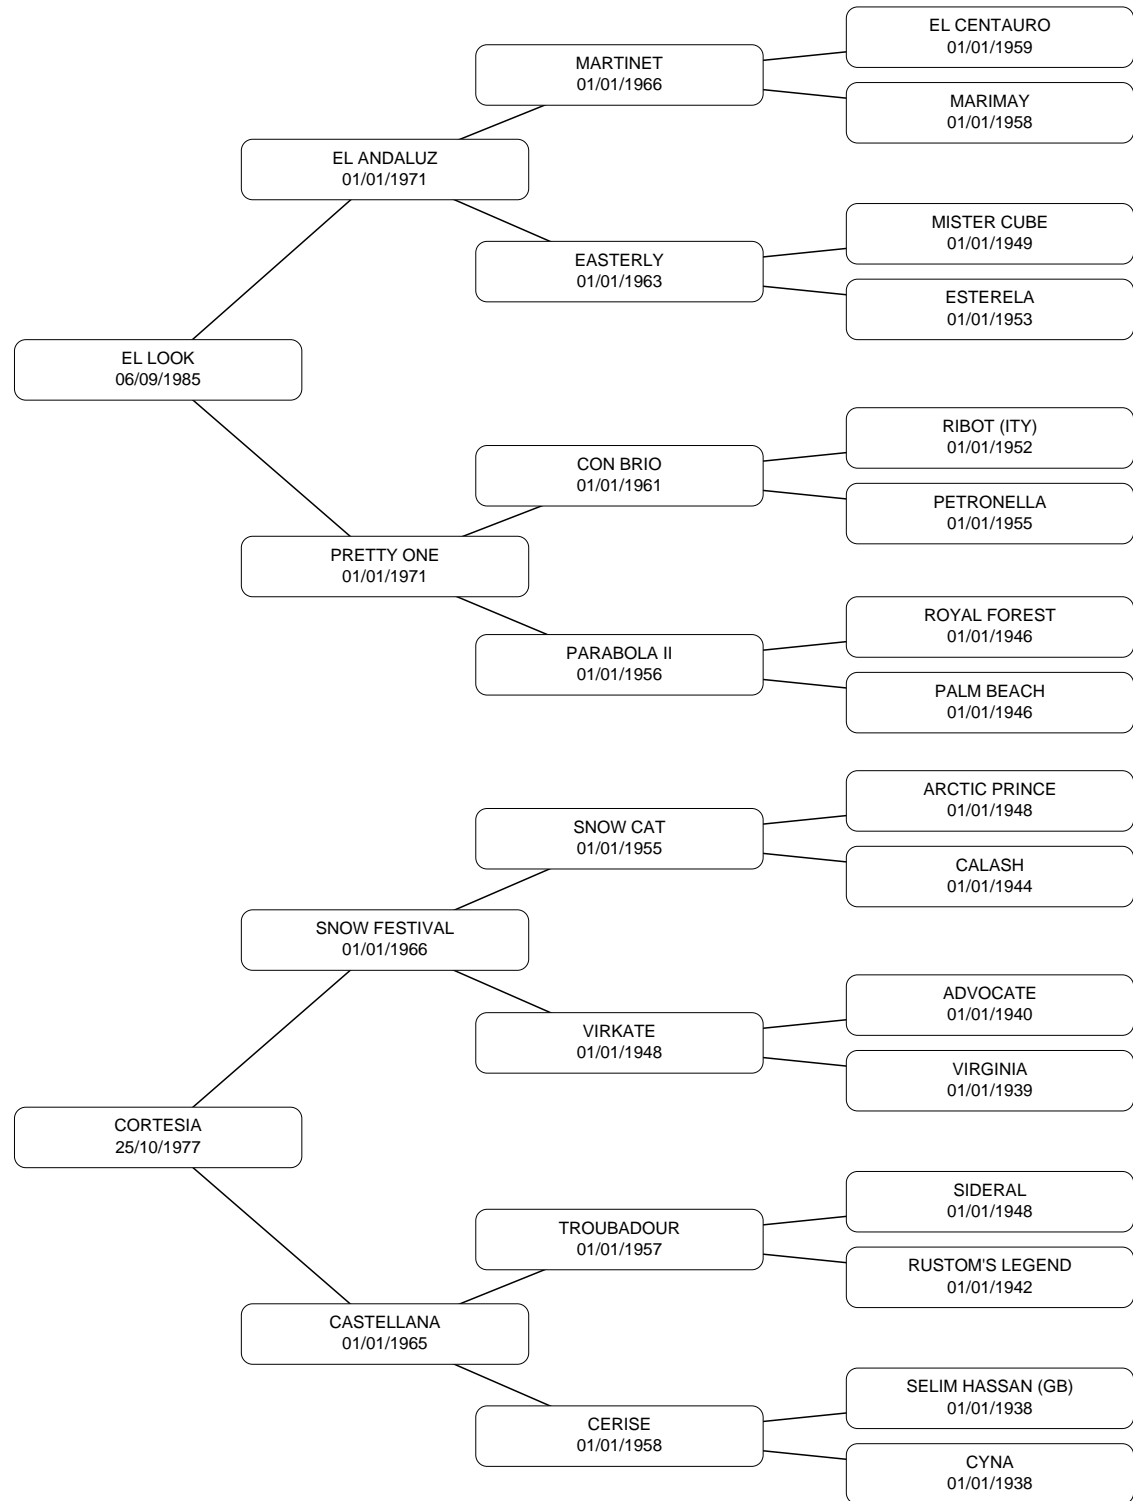 EL CENTAURO
01/01/1959
MARTINET
01/01/1966
MARIMAY
01/01/1958
EL ANDALUZ
01/01/1971
MISTER CUBE
01/01/1949
EASTERLY
01/01/1963
ESTERELA
01/01/1953
EL LOOK
06/09/1985
RIBOT (ITY)
01/01/1952
CON BRIO
01/01/1961
PETRONELLA
01/01/1955
PRETTY ONE
01/01/1971
ROYAL FOREST
01/01/1946
PARABOLA II
01/01/1956
PALM BEACH
01/01/1946
ARCTIC PRINCE
01/01/1948
SNOW CAT
01/01/1955
CALASH
01/01/1944
SNOW FESTIVAL
01/01/1966
ADVOCATE
01/01/1940
VIRKATE
01/01/1948
VIRGINIA
01/01/1939
CORTESIA
25/10/1977
SIDERAL
01/01/1948
TROUBADOUR
01/01/1957
RUSTOM'S LEGEND
01/01/1942
CASTELLANA
01/01/1965
SELIM HASSAN (GB)
01/01/1938
CERISE
01/01/1958
CYNA
01/01/1938